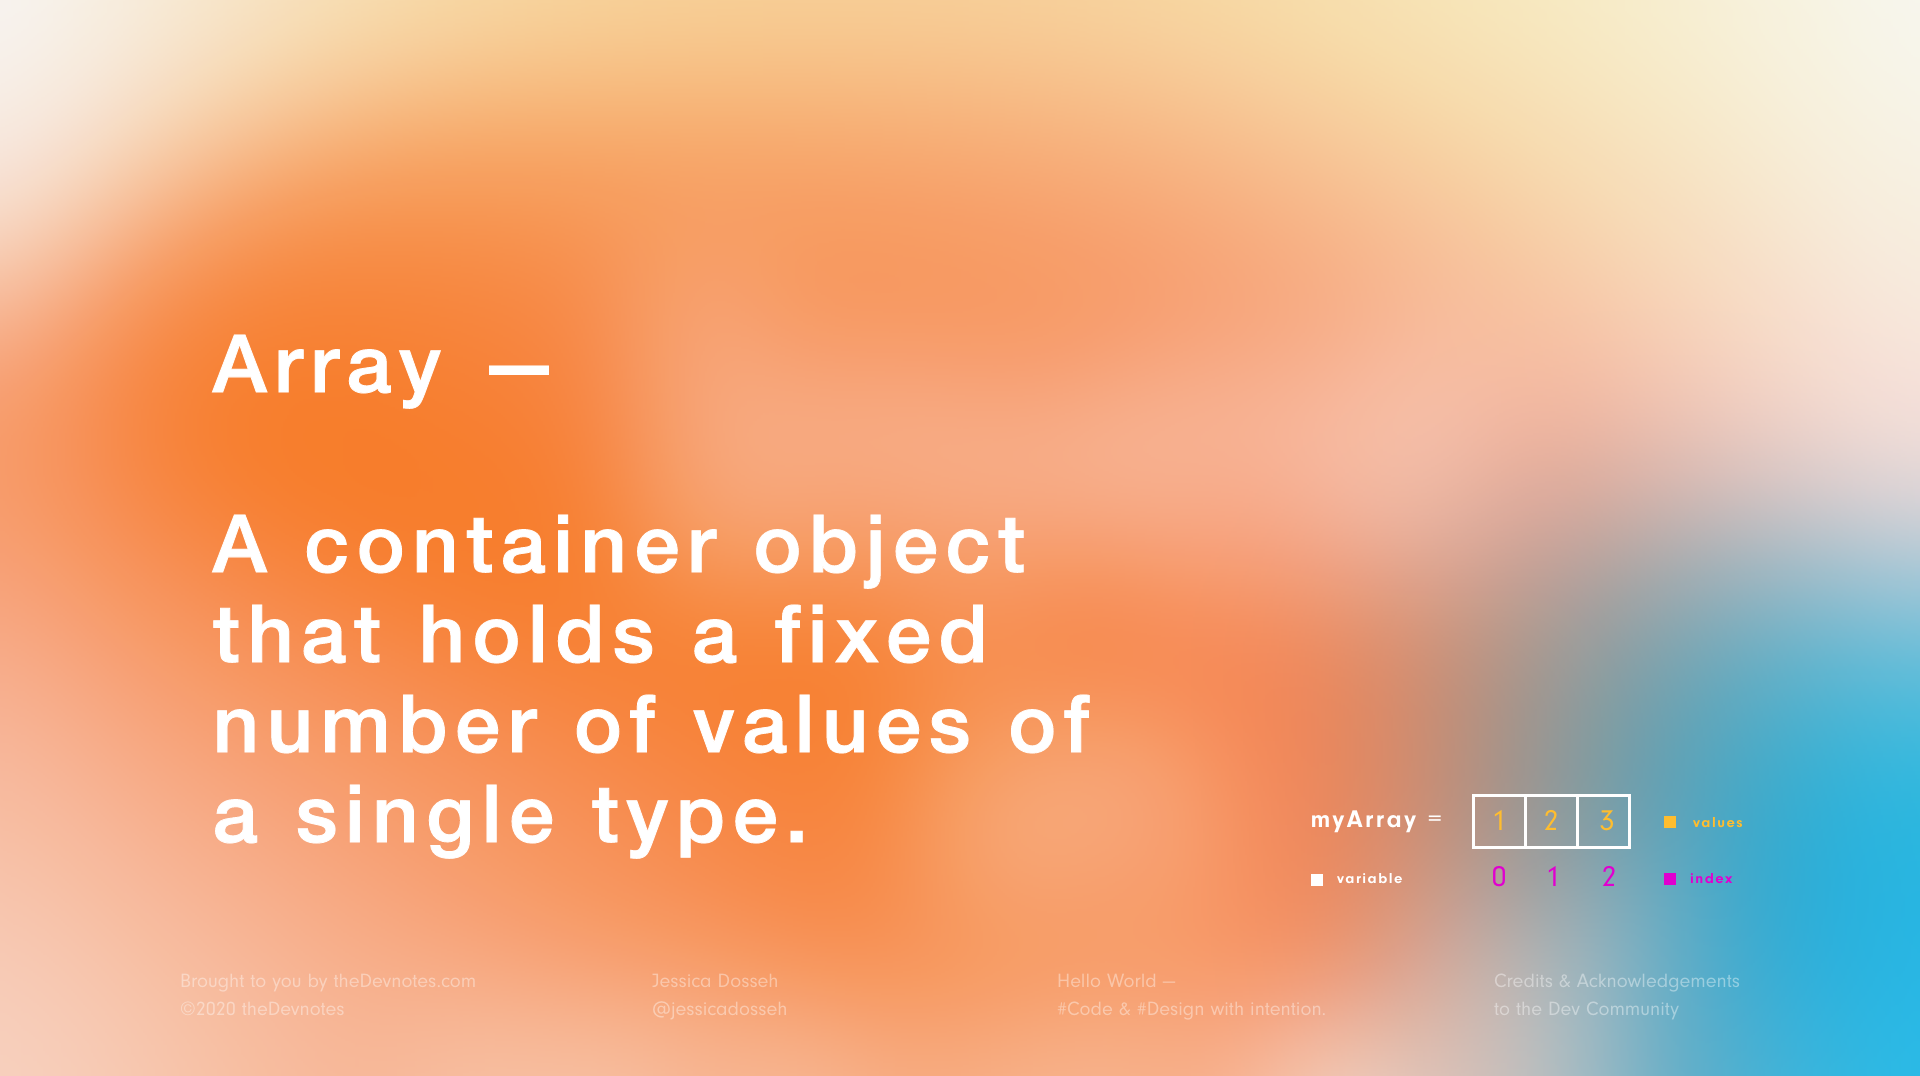 Array —
A container object
that holds a fixed
number of values of
a single type.
myArray = 1 2 3 values
variable 0 1 2 index
Brought to you by theDevnotes.com
©2020 theDevnotes
Jessica Dosseh
@jessicadosseh
Hello World —
#Code & #Design with intention.
Credits & Acknowledgements
to the Dev Community